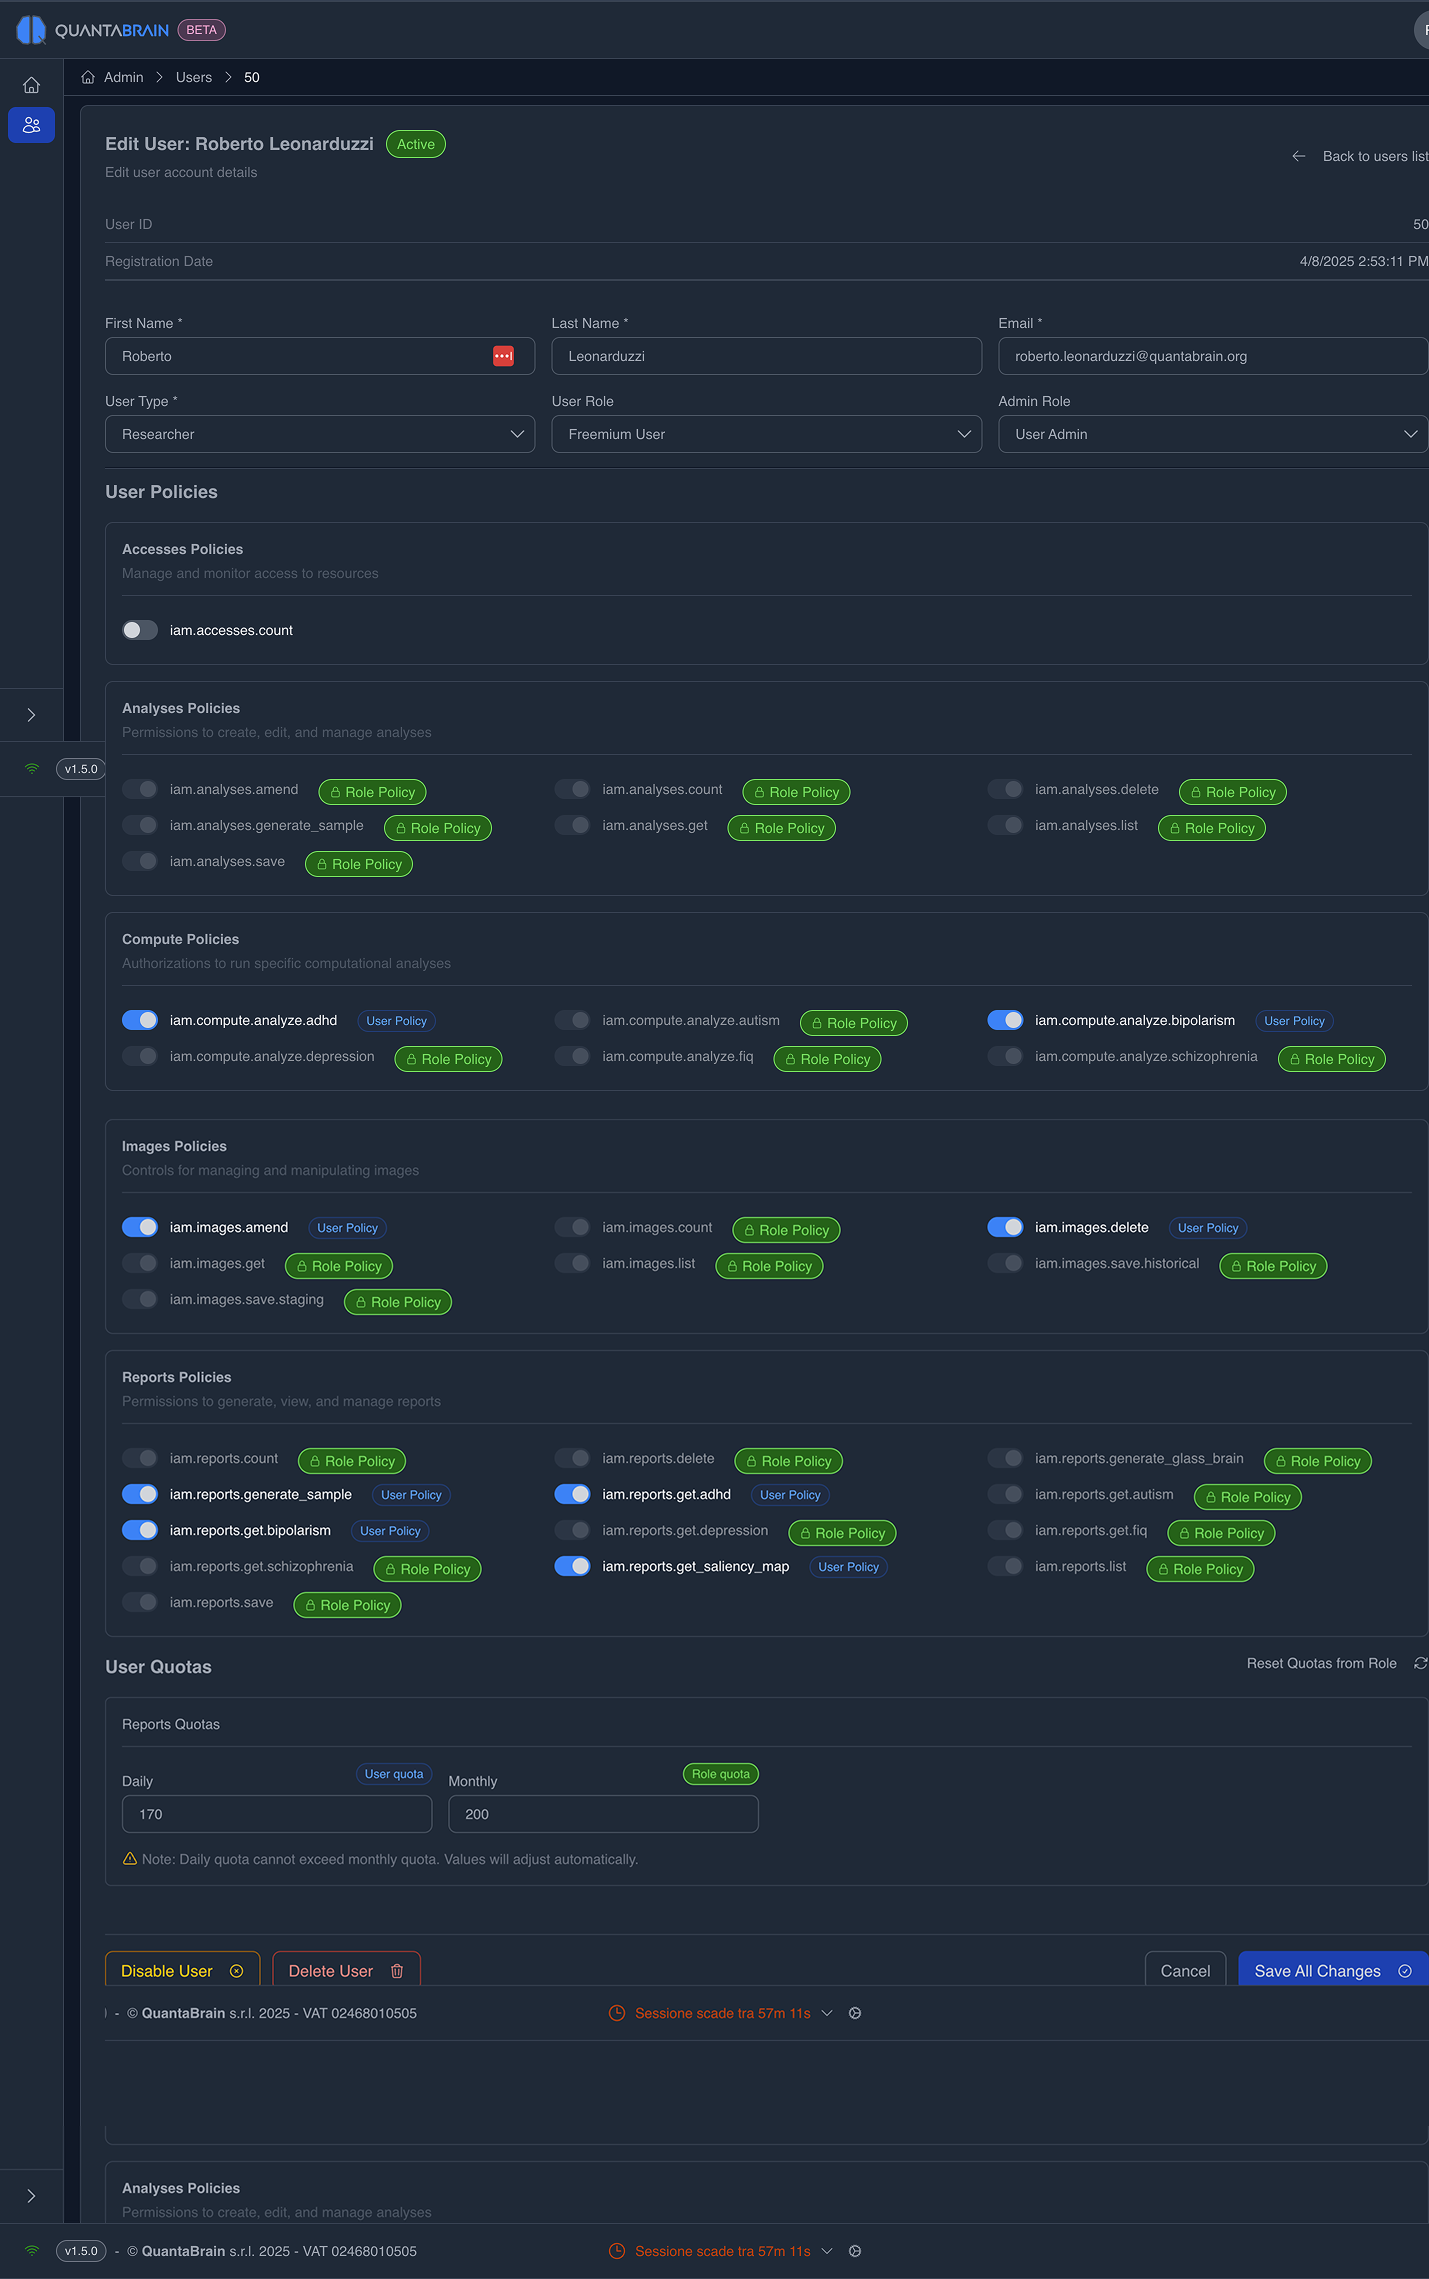 QUANTABRAIN BETA
Admin Users 50
Edit User: Roberto Leonarduzzi Active
Back to users list
Edit user account details
User ID 50
Registration Date 4/8/2025 2:53:11 PM
First Name * Last Name * Email *
Roberto Leonarduzzi roberto.leonarduzzi@quantabrain.org
User Type * User Role Admin Role
Researcher Freemium User User Admin
User Policies
Accesses Policies
Manage and monitor access to resources
iam.accesses.count
Analyses Policies
Permissions to create, edit, and manage analyses
v1.5.0
iam.analyses.amend Role Policy iam.analyses.count Role Policy iam.analyses.delete Role Policy
iam.analyses.generate_sample Role Policy iam.analyses.get Role Policy iam.analyses.list Role Policy
iam.analyses.save Role Policy
Compute Policies
Authorizations to run specific computational analyses
iam.compute.analyze.adhd User Policy iam.compute.analyze.autism Role Policy iam.compute.analyze.bipolarism User Policy
iam.compute.analyze.depression Role Policy iam.compute.analyze.fiq Role Policy iam.compute.analyze.schizophrenia Role Policy
Images Policies
Controls for managing and manipulating images
iam.images.amend User Policy iam.images.count Role Policy iam.images.delete User Policy
iam.images.get Role Policy iam.images.list Role Policy iam.images.save.historical Role Policy
iam.images.save.staging Role Policy
Reports Policies
Permissions to generate, view, and manage reports
iam.reports.count Role Policy iam.reports.delete Role Policy iam.reports.generate_glass_brain Role Policy
iam.reports.generate_sample User Policy iam.reports.get.adhd User Policy iam.reports.get.autism Role Policy
iam.reports.get.bipolarism User Policy iam.reports.get.depression Role Policy iam.reports.get.fiq Role Policy
iam.reports.get.schizophrenia Role Policy iam.reports.get_saliency_map User Policy iam.reports.list Role Policy
iam.reports.save Role Policy
User Quotas Reset Quotas from Role
Reports Quotas
Daily User quota Monthly Role quota
170 200
Note: Daily quota cannot exceed monthly quota. Values will adjust automatically.
Disable User Delete User Cancel Save All Changes
- © QuantaBrain s.r.l. 2025 - VAT 02468010505 Sessione scade tra 57m 11s
Analyses Policies
Permissions to create, edit, and manage analyses
v1.5.0 - © QuantaBrain s.r.l. 2025 - VAT 02468010505 Sessione scade tra 57m 11s